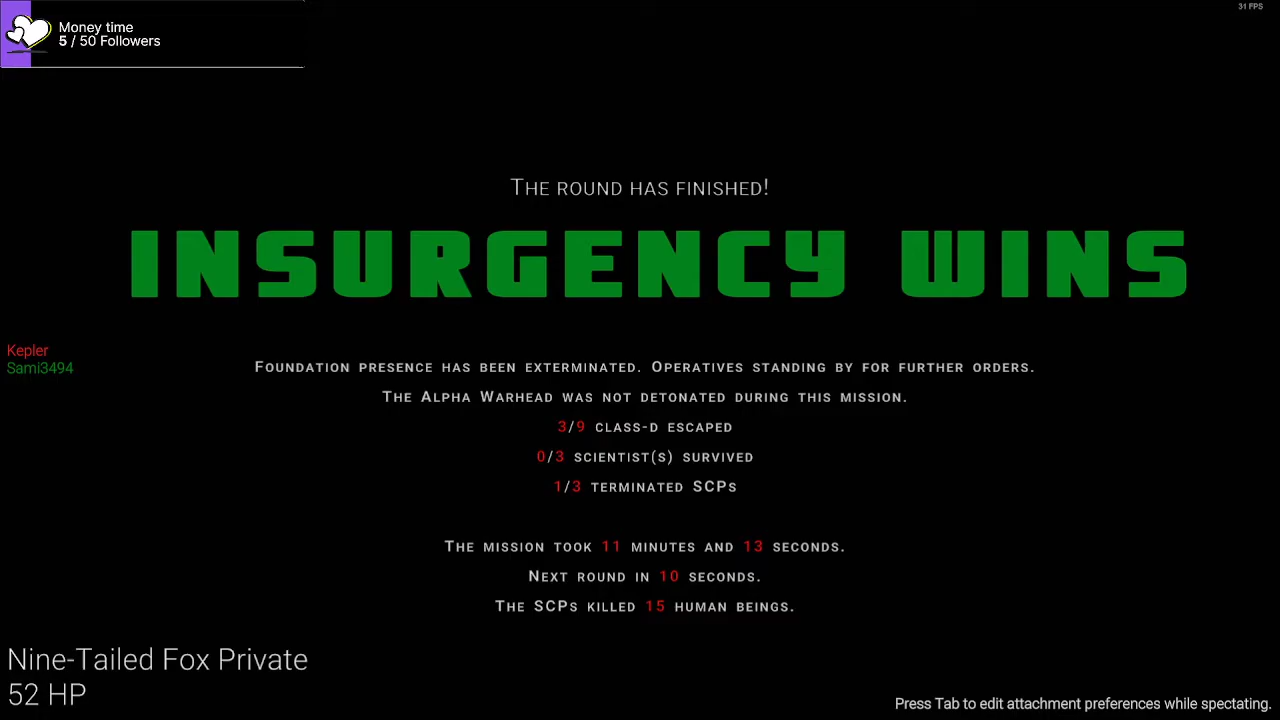 31 FPS
Money time
5 / 50 Followers
The round has finished!
INSURGENCY WINS
Kepler
Sami3494
Foundation presence has been exterminated. Operatives standing by for further orders.
The Alpha Warhead was not detonated during this mission.
3/9 class-d escaped
0/3 scientist(s) survived
1/3 terminated SCPs
The mission took 11 minutes and 13 seconds.
Next round in 10 seconds.
The SCPs killed 15 human beings.
Nine-Tailed Fox Private
52 HP
Press Tab to edit attachment preferences while spectating.